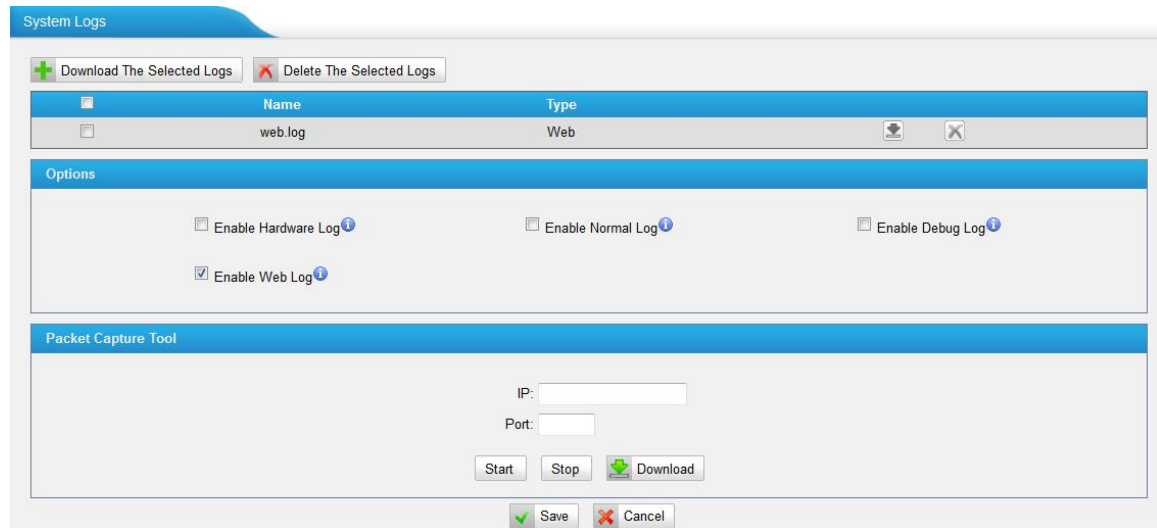 System Logs
Download The Selected Logs Delete The Selected Logs
Name Type
web.log Web
Options
Enable Hardware Log Enable Normal Log Enable Debug Log
Enable Web Log
Packet Capture Tool
IP:
Port:
Start Stop Download
Save Cancel